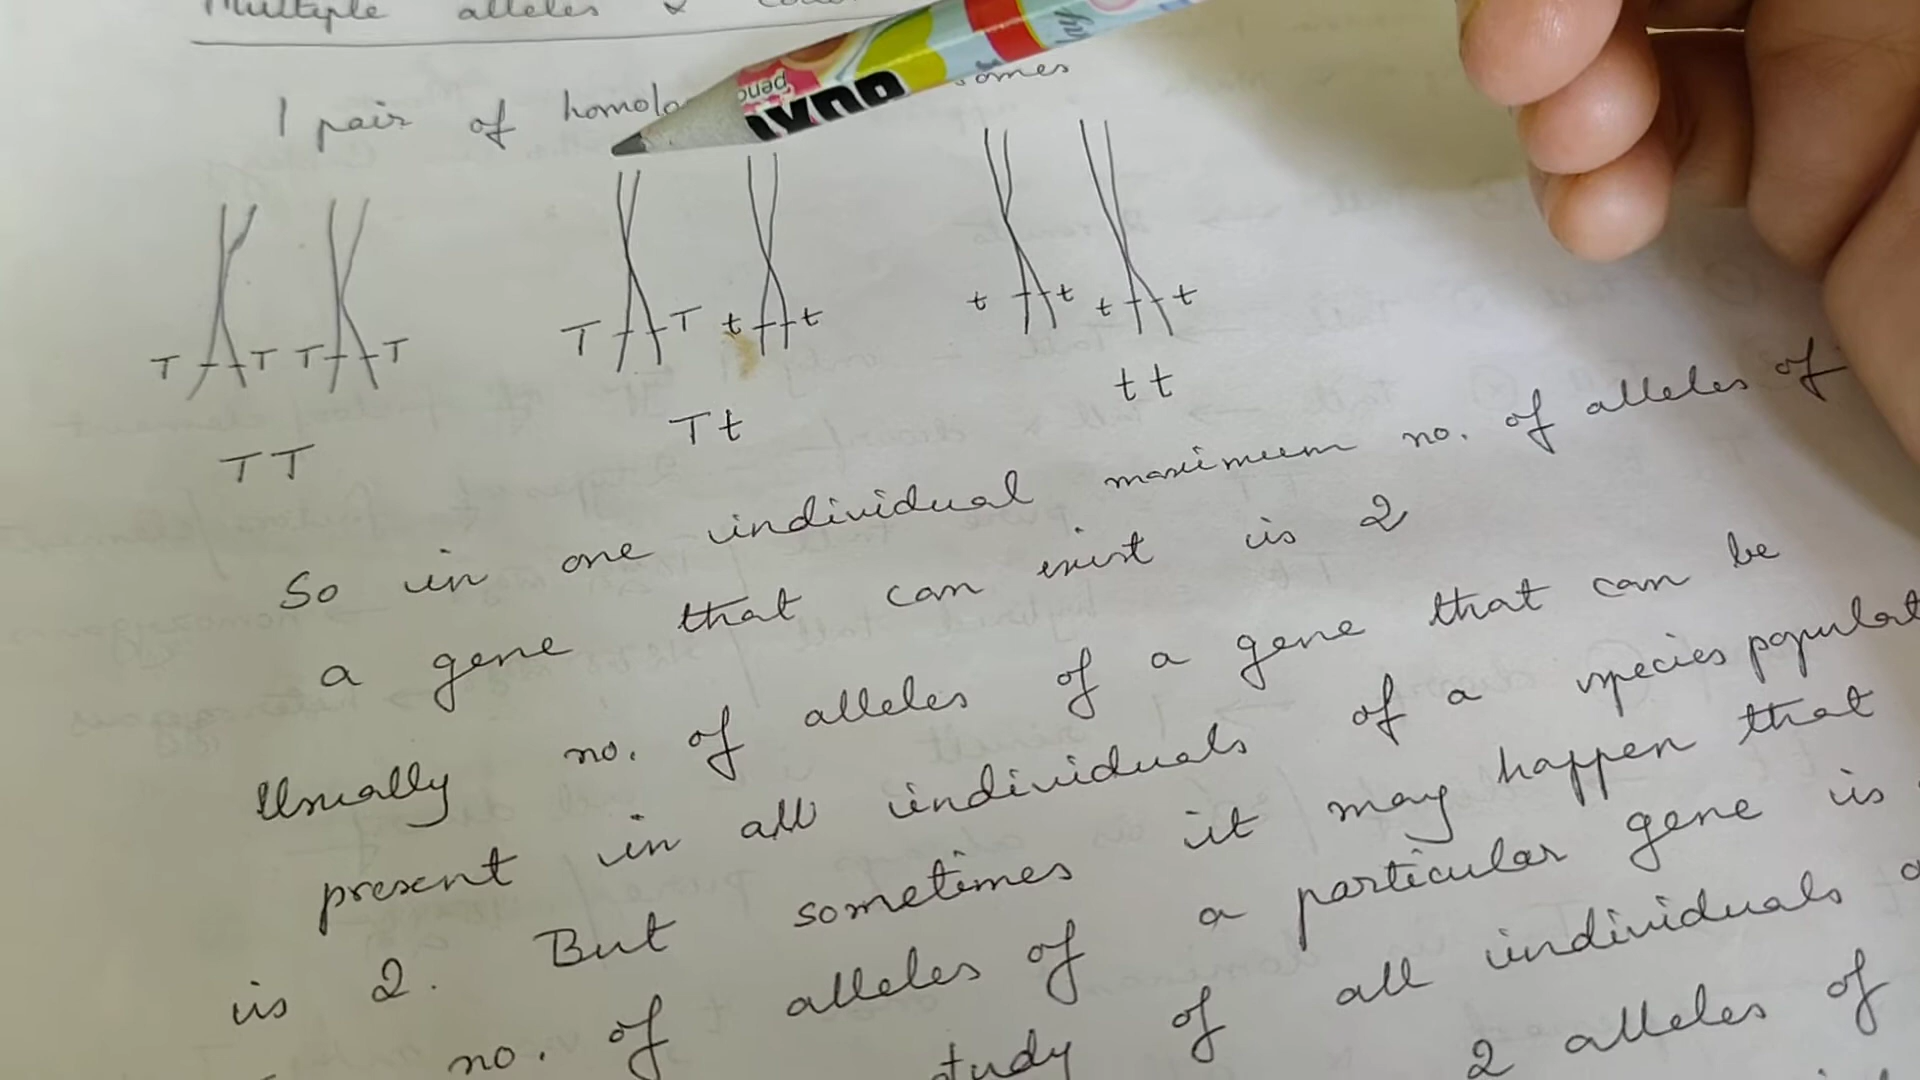 Multiple alleles &
1 pair of homolo omes
T T T T T T t t t t t t
TT Tt tt
So in one individual maximum no. of alleles of
a gene that can exist is 2
Usually no. of alleles of a gene that can be
present in all individuals of a species populat
is 2. But sometimes it may happen that
no. of alleles of a particular gene is
study of all individuals
2 alleles of